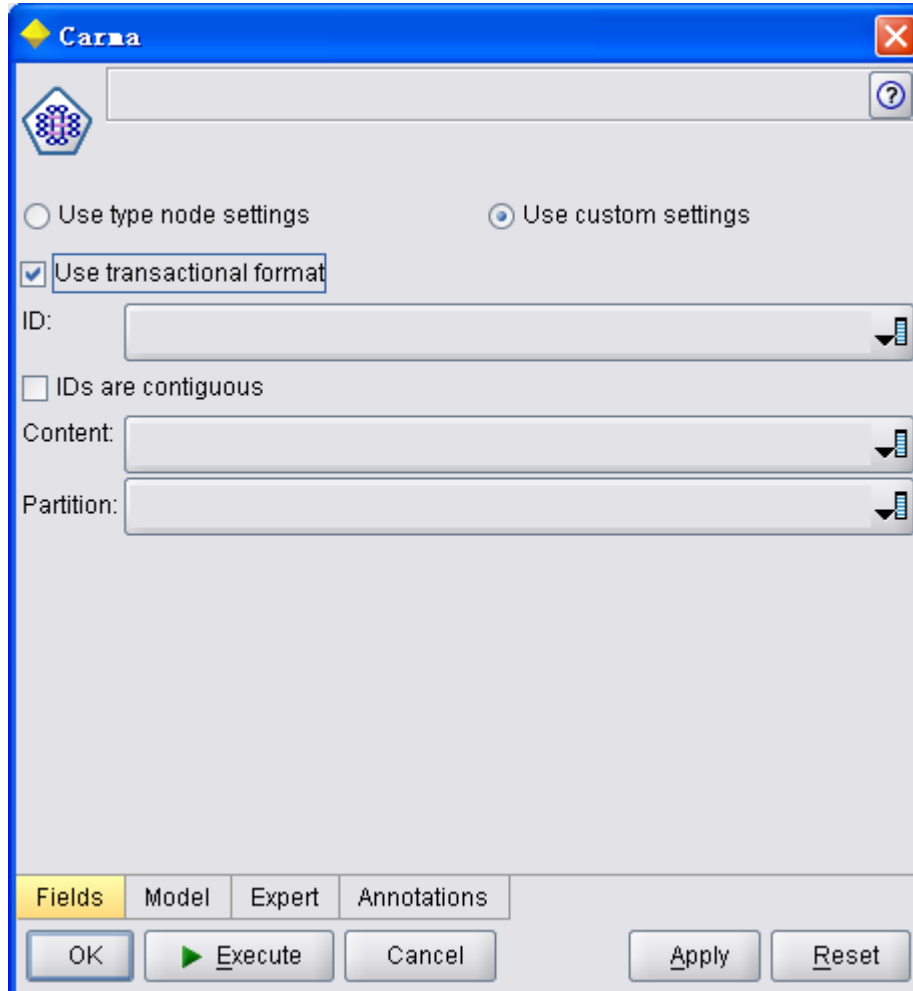 Carma
?
Use type node settings Use custom settings
Use transactional format
ID:
IDs are contiguous
Content:
Partition:
Fields Model Expert Annotations
OK Execute Cancel Apply Reset